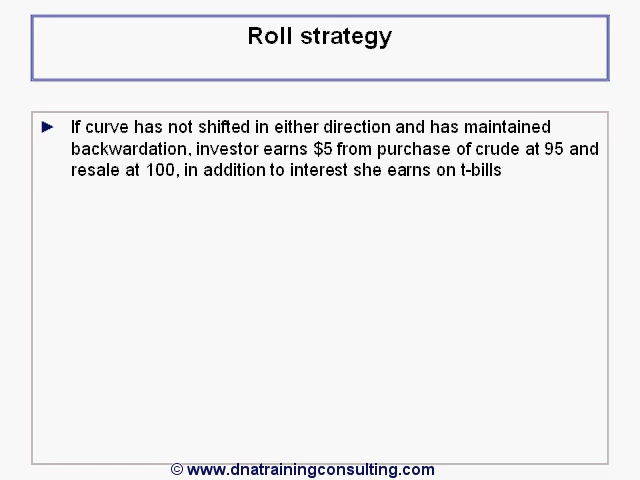 Roll strategy
► If curve has not shifted in either direction and has maintained
backwardation, investor earns $5 from purchase of crude at 95 and
resale at 100, in addition to interest she earns on t-bills
© www.dnatrainingconsulting.com